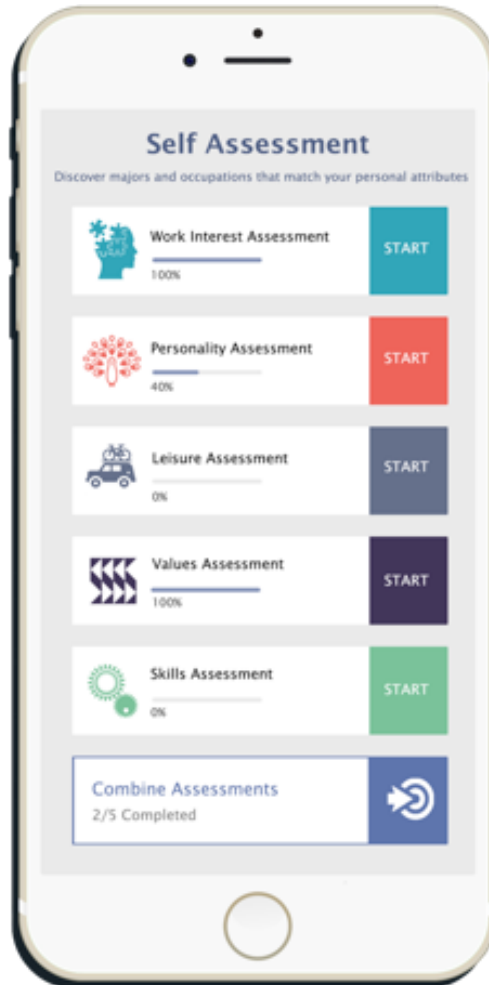 Self Assessment
Discover majors and occupations that match your personal attributes
Work Interest Assessment
START
100%
Personality Assessment
START
40%
Leisure Assessment
START
0%
Values Assessment
START
100%
Skills Assessment
START
0%
Combine Assessments
2/5 Completed